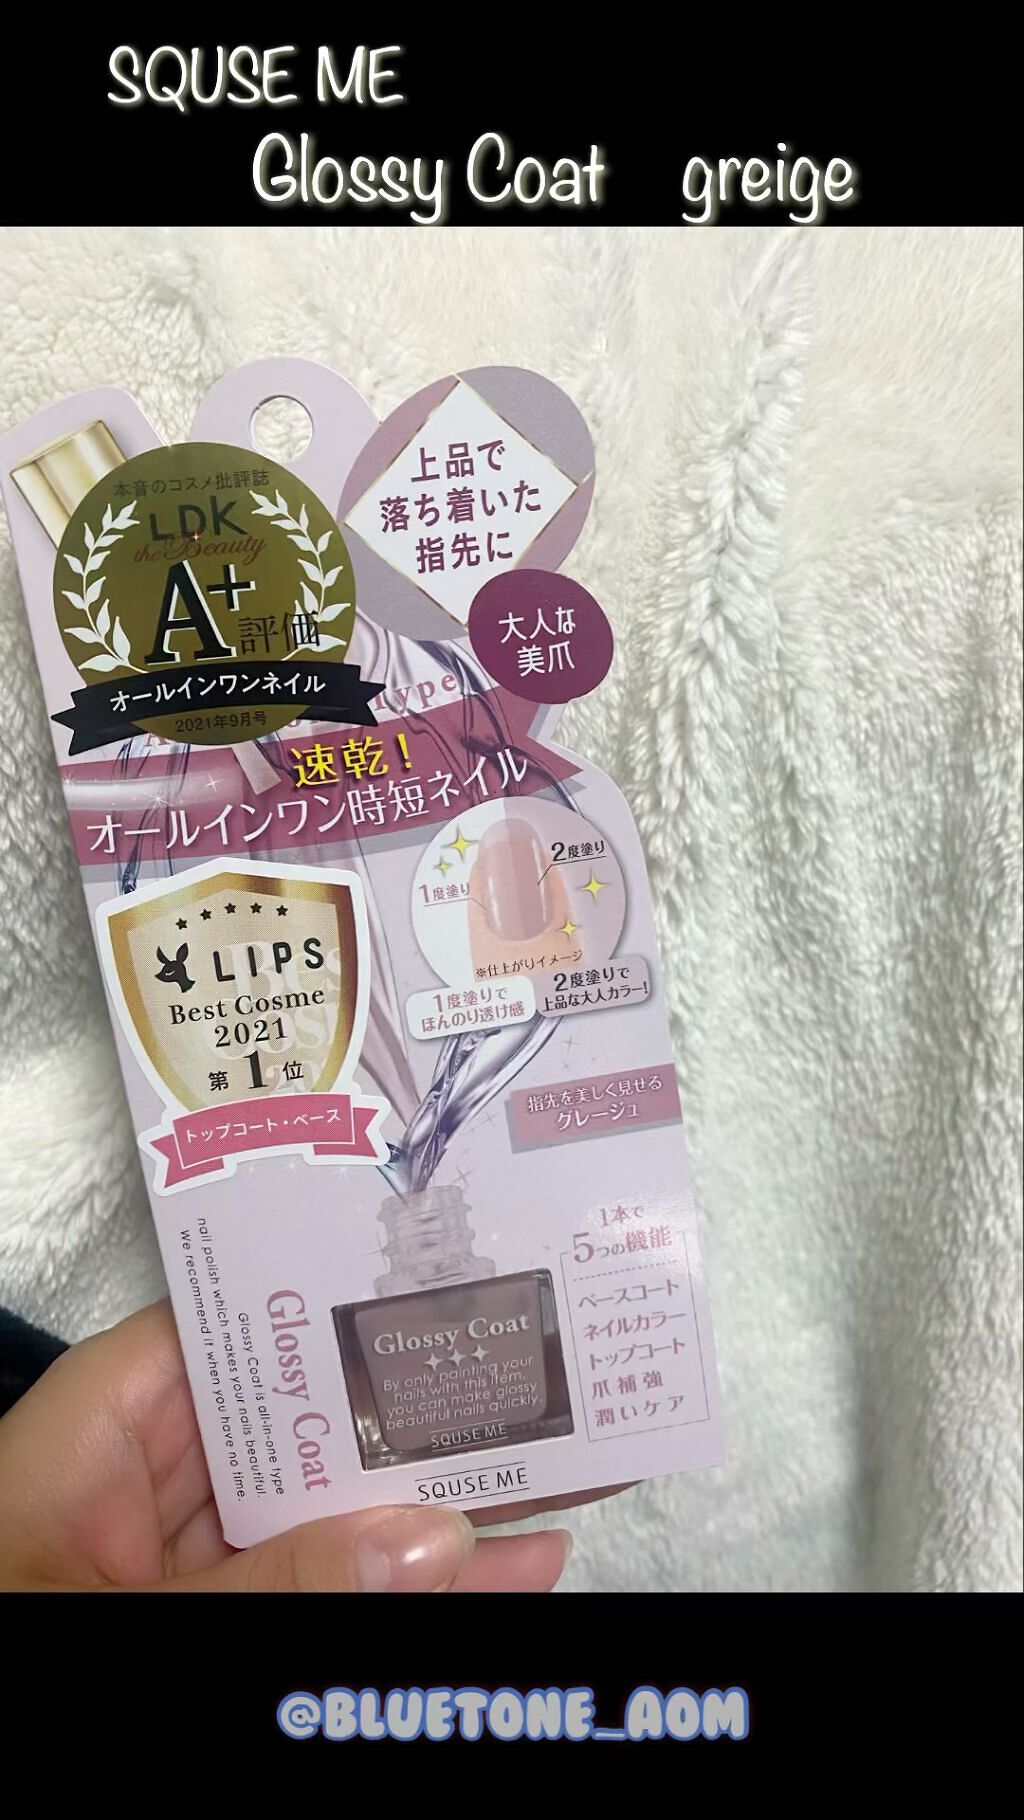 SQUSE ME
Glossy Coat greige
上品で
落ち着いた
指先に
大人な
美爪
本音のコスメ批評誌
LDK
the Beauty
A+
評価
オールインワンネイル
2021年9月号
Type
速乾!
オールインワン時短ネイル
2度塗り
1度塗り
※仕上がりイメージ
1度塗りで
ほんのり透け感
2度塗りで
上品な大人カラー!
LIPS
Best Cosme
2021
第1位
トップコート・ベース
指先を美しく見せる
グレージュ
1本で
5つの機能
ベースコート
ネイルカラー
トップコート
爪補強
潤いケア
Glossy Coat
Glossy Coat is all-in-one type
nail polish which makes your nails beautiful.
We recommend it when you have no time.
Glossy Coat
By only painting your
nails with this item,
you can make glossy
beautiful nails quickly.
SQUSE ME
SQUSE ME
@BLUETONE_AOM